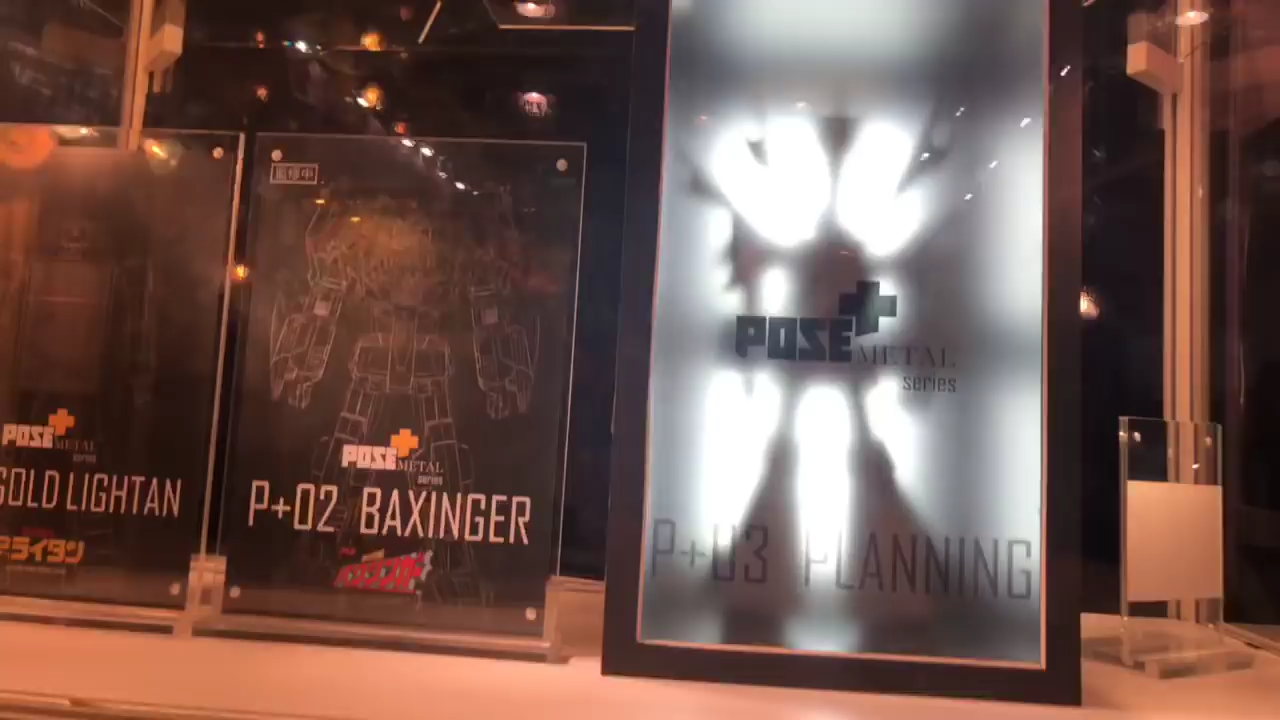 POSE+ METAL
series
GOLD LIGHTAN
ライタン
POSE+ METAL
series
P+02 BAXINGER
POSE+ METAL
series
P+03 PLANNING